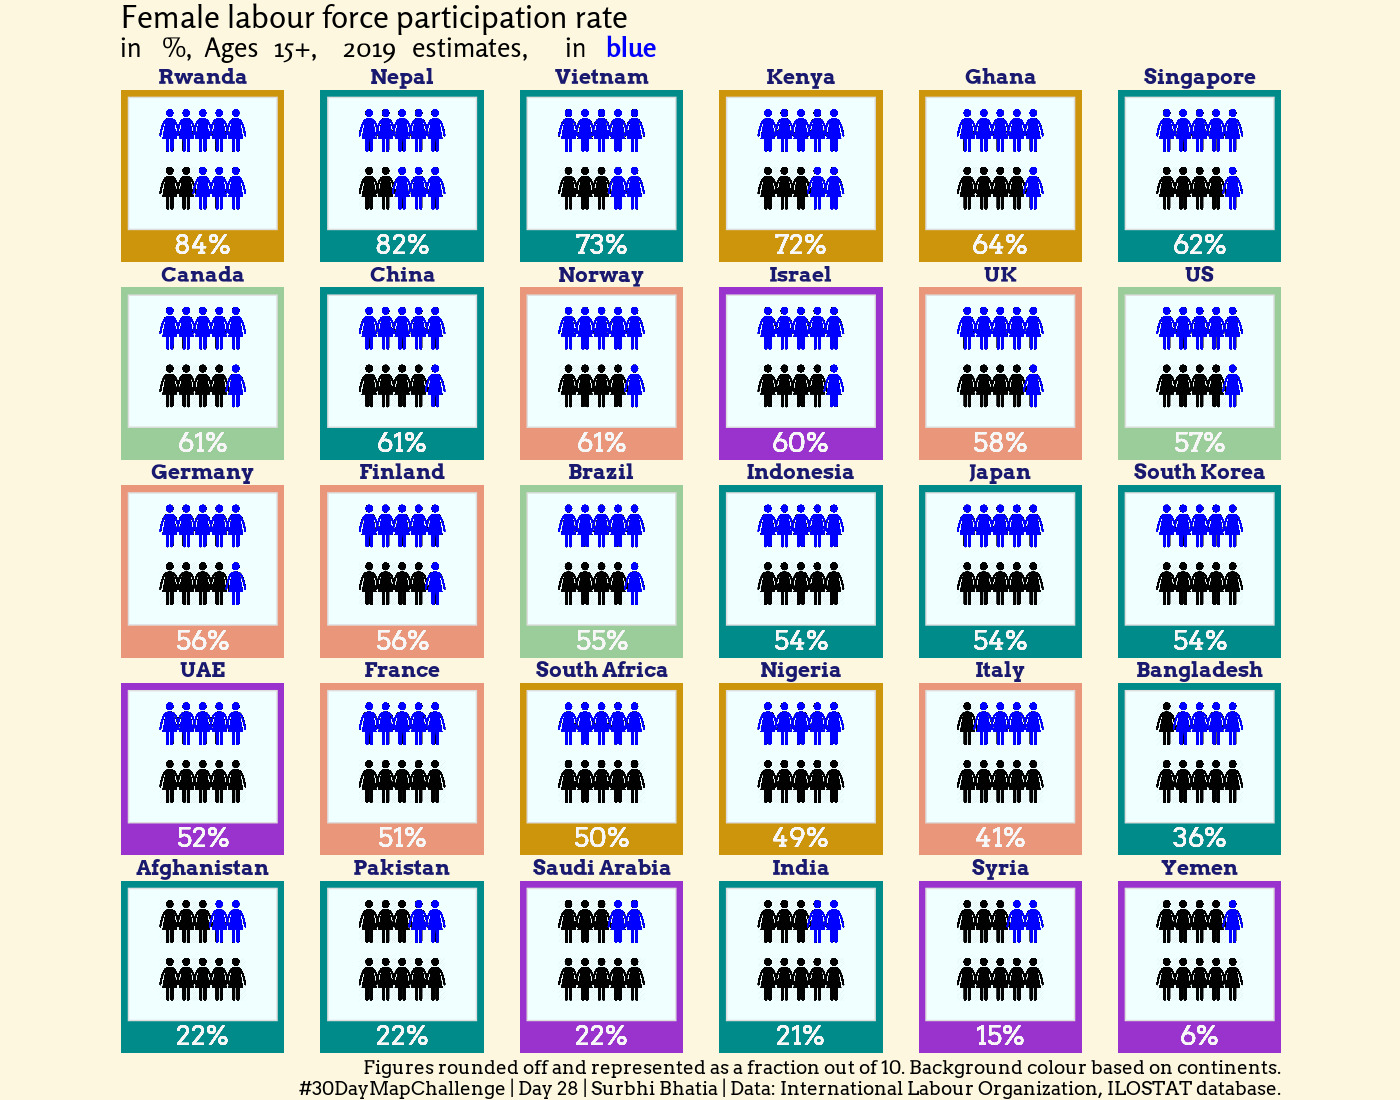 Female labour force participation rate
in %, Ages 15+, 2019 estimates, in blue
Rwanda Nepal Vietnam Kenya Ghana Singapore
84% 82% 73% 72% 64% 62%
Canada China Norway Israel UK US
61% 61% 61% 60% 58% 57%
Germany Finland Brazil Indonesia Japan South Korea
56% 56% 55% 54% 54% 54%
UAE France South Africa Nigeria Italy Bangladesh
52% 51% 50% 49% 41% 36%
Afghanistan Pakistan Saudi Arabia India Syria Yemen
22% 22% 22% 21% 15% 6%
Figures rounded off and represented as a fraction out of 10. Background colour based on continents.
#30DayMapChallenge | Day 28 | Surbhi Bhatia | Data: International Labour Organization, ILOSTAT database.